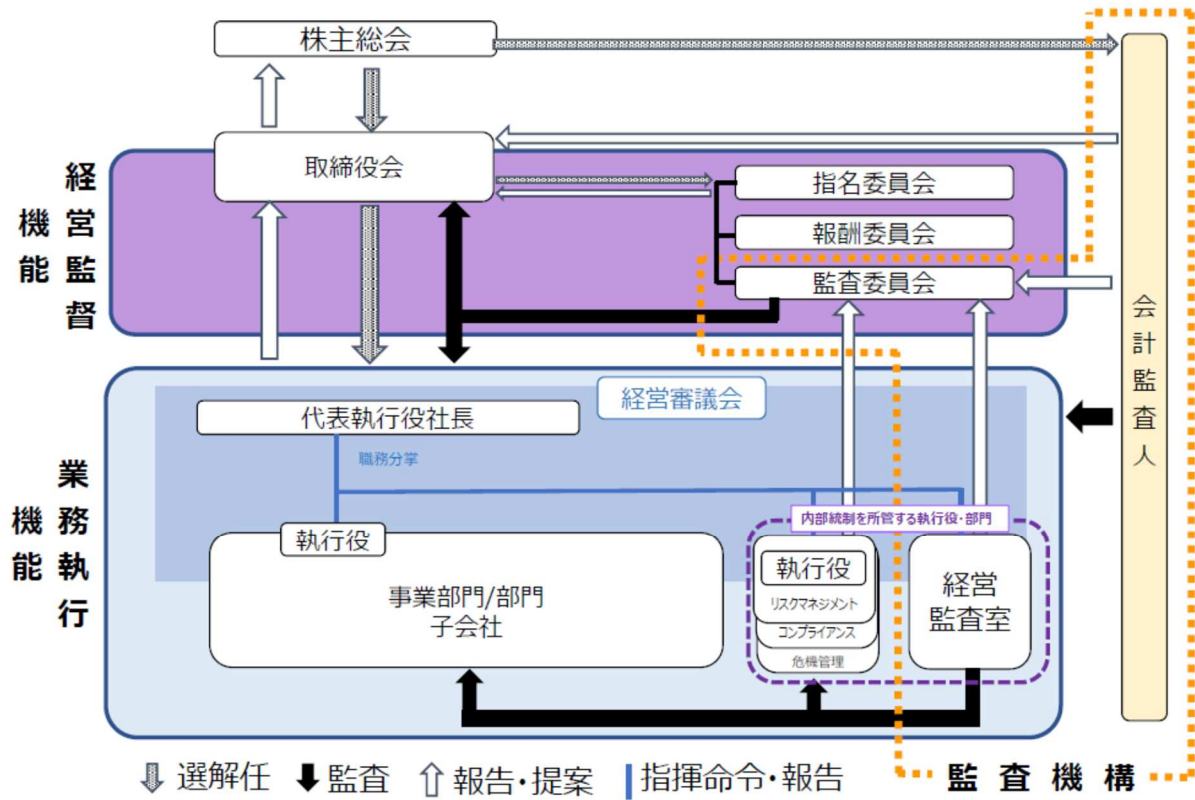 株主総会
取締役会
経営監督
機能
指名委員会
報酬委員会
監査委員会
会計監査人
経営審議会
代表執行役社長
職務分掌
業務執行
機能
内部統制を所管する執行役・部門
執行役
事業部門/部門
子会社
執行役
リスクマネジメント
コンプライアンス
危機管理
経営
監査室
選解任
監査
報告・提案
指揮命令・報告
監査機構